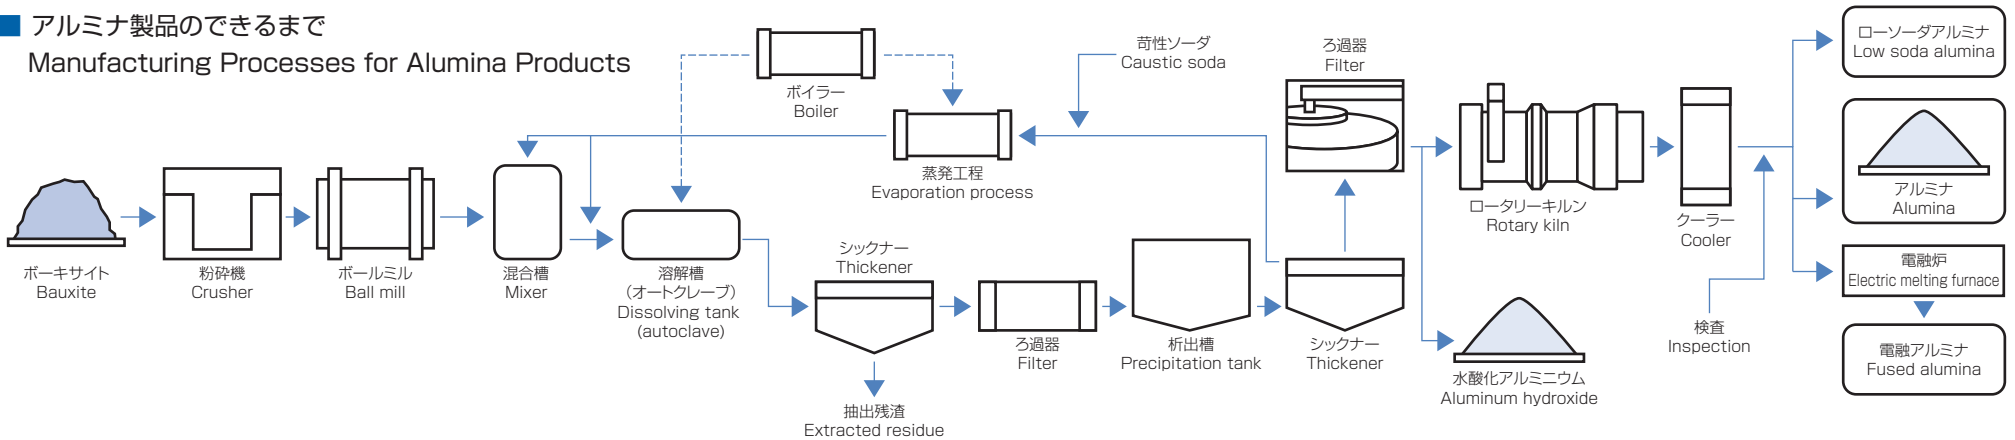 アルミナ製品のできるまで
Manufacturing Processes for Alumina Products
ボーキサイト
Bauxite
粉砕機
Crusher
ボールミル
Ball mill
混合槽
Mixer
溶解槽
（オートクレーブ）
Dissolving tank
(autoclave)
ボイラー
Boiler
蒸発工程
Evaporation process
苛性ソーダ
Caustic soda
シックナー
Thickener
抽出残渣
Extracted residue
ろ過器
Filter
析出槽
Precipitation tank
シックナー
Thickener
ろ過器
Filter
水酸化アルミニウム
Aluminum hydroxide
ロータリーキルン
Rotary kiln
クーラー
Cooler
検査
Inspection
ローソーダアルミナ
Low soda alumina
アルミナ
Alumina
電融炉
Electric melting furnace
電融アルミナ
Fused alumina